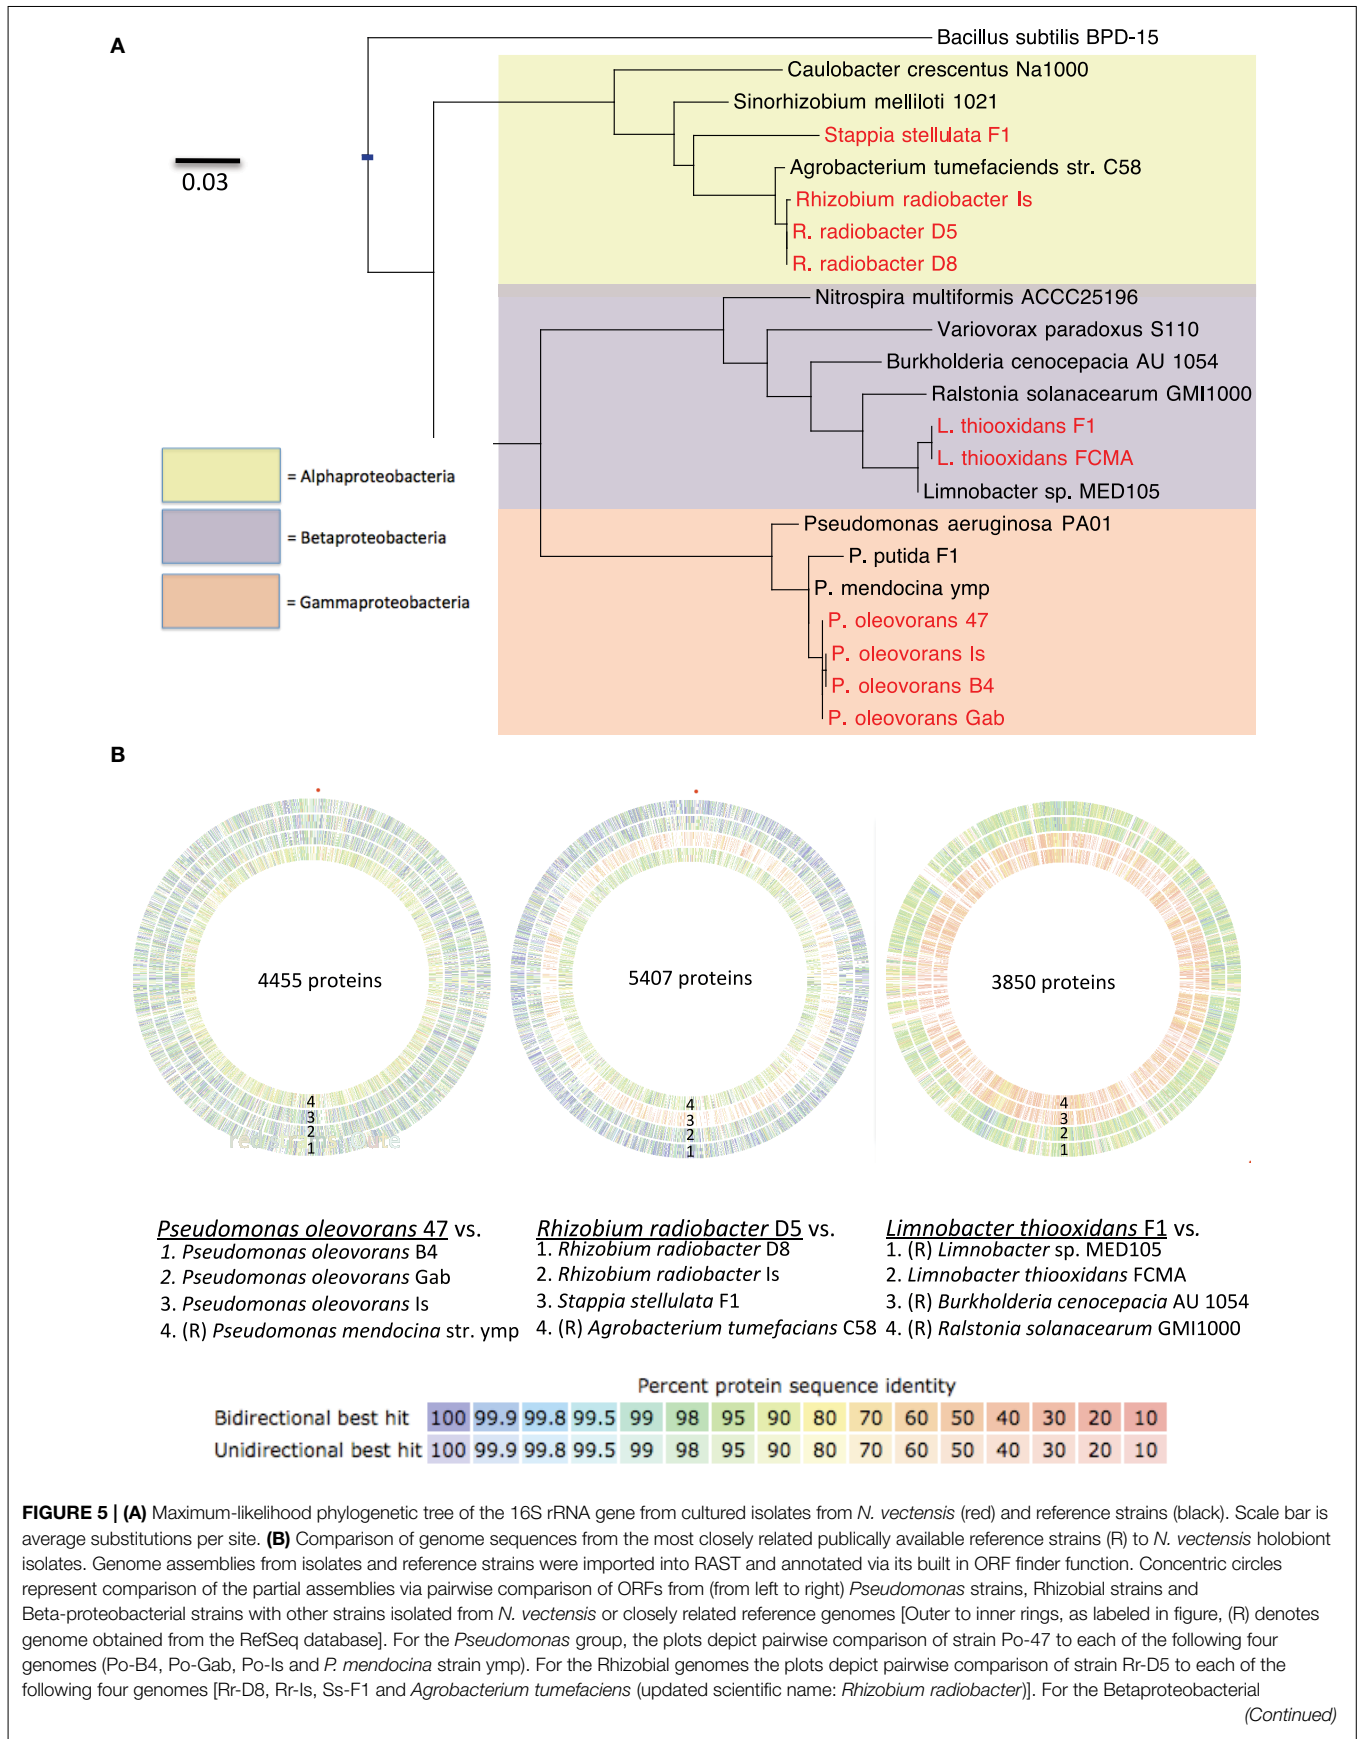 A
Bacillus subtilis BPD-15
Caulobacter crescentus Na1000
Sinorhizobium melliloti 1021
Stappia stellulata F1
Agrobacterium tumefaciends str. C58
Rhizobium radiobacter Is
R. radiobacter D5
R. radiobacter D8
0.03
Nitrospira multiformis ACCC25196
Variovorax paradoxus S110
Burkholderia cenocepacia AU 1054
Ralstonia solanacearum GMI1000
L. thiooxidans F1
L. thiooxidans FCMA
Limnobacter sp. MED105
Pseudomonas aeruginosa PA01
P. putida F1
P. mendocina ymp
P. oleovorans 47
P. oleovorans Is
P. oleovorans B4
P. oleovorans Gab
= Alphaproteobacteria
= Betaproteobacteria
= Gammaproteobacteria
B
4455 proteins
4
3
2
1
5407 proteins
4
3
2
1
3850 proteins
4
3
2
1
Pseudomonas oleovorans 47 vs.
1. Pseudomonas oleovorans B4
2. Pseudomonas oleovorans Gab
3. Pseudomonas oleovorans Is
4. (R) Pseudomonas mendocina str. ymp
Rhizobium radiobacter D5 vs.
1. Rhizobium radiobacter D8
2. Rhizobium radiobacter Is
3. Stappia stellulata F1
4. (R) Agrobacterium tumefacians C58
Limnobacter thiooxidans F1 vs.
1. (R) Limnobacter sp. MED105
2. Limnobacter thiooxidans FCMA
3. (R) Burkholderia cenocepacia AU 1054
4. (R) Ralstonia solanacearum GMI1000
Percent protein sequence identity
Bidirectional best hit 100 99.9 99.8 99.5 99 98 95 90 80 70 60 50 40 30 20 10
Unidirectional best hit 100 99.9 99.8 99.5 99 98 95 90 80 70 60 50 40 30 20 10
FIGURE 5 | (A) Maximum-likelihood phylogenetic tree of the 16S rRNA gene from cultured isolates from N. vectensis (red) and reference strains (black). Scale bar is
average substitutions per site. (B) Comparison of genome sequences from the most closely related publically available reference strains (R) to N. vectensis holobiont
isolates. Genome assemblies from isolates and reference strains were imported into RAST and annotated via its built in ORF finder function. Concentric circles
represent comparison of the partial assemblies via pairwise comparison of ORFs from (from left to right) Pseudomonas strains, Rhizobial strains and
Beta-proteobacterial strains with other strains isolated from N. vectensis or closely related reference genomes [Outer to inner rings, as labeled in figure, (R) denotes
genome obtained from the RefSeq database]. For the Pseudomonas group, the plots depict pairwise comparison of strain Po-47 to each of the following four
genomes (Po-B4, Po-Gab, Po-Is and P. mendocina strain ymp). For the Rhizobial genomes the plots depict pairwise comparison of strain Rr-D5 to each of the
following four genomes [Rr-D8, Rr-Is, Ss-F1 and Agrobacterium tumefaciens (updated scientific name: Rhizobium radiobacter)]. For the Betaproteobacterial
(Continued)